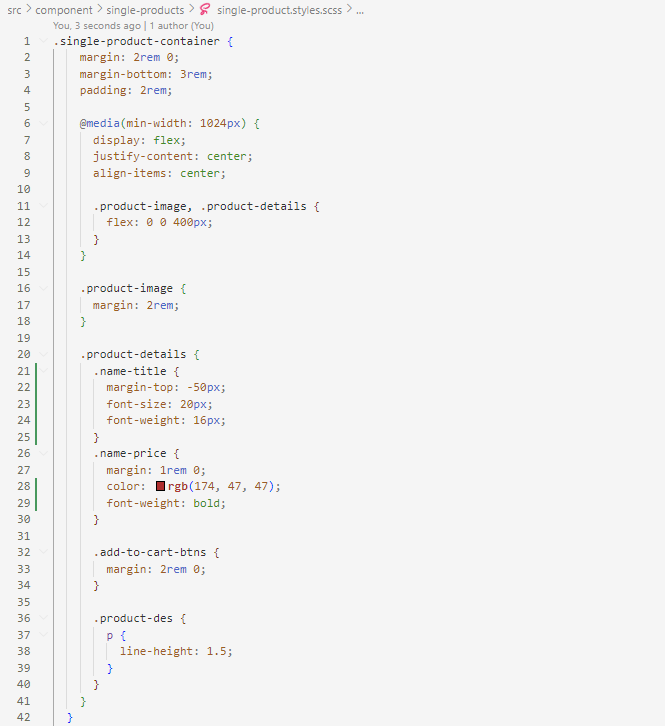 src > component > single-products > single-product.styles.scss > ...
You, 3 seconds ago | 1 author (You)
1 .single-product-container {
2 margin: 2rem 0;
3 margin-bottom: 3rem;
4 padding: 2rem;
5
6 @media(min-width: 1024px) {
7 display: flex;
8 justify-content: center;
9 align-items: center;
10
11 .product-image, .product-details {
12 flex: 0 0 400px;
13 }
14 }
15
16 .product-image {
17 margin: 2rem;
18 }
19
20 .product-details {
21 .name-title {
22 margin-top: -50px;
23 font-size: 20px;
24 font-weight: 16px;
25 }
26 .name-price {
27 margin: 1rem 0;
28 color: rgb(174, 47, 47);
29 font-weight: bold;
30 }
31
32 .add-to-cart-btns {
33 margin: 2rem 0;
34 }
35
36 .product-des {
37 p {
38 line-height: 1.5;
39 }
40 }
41 }
42 }